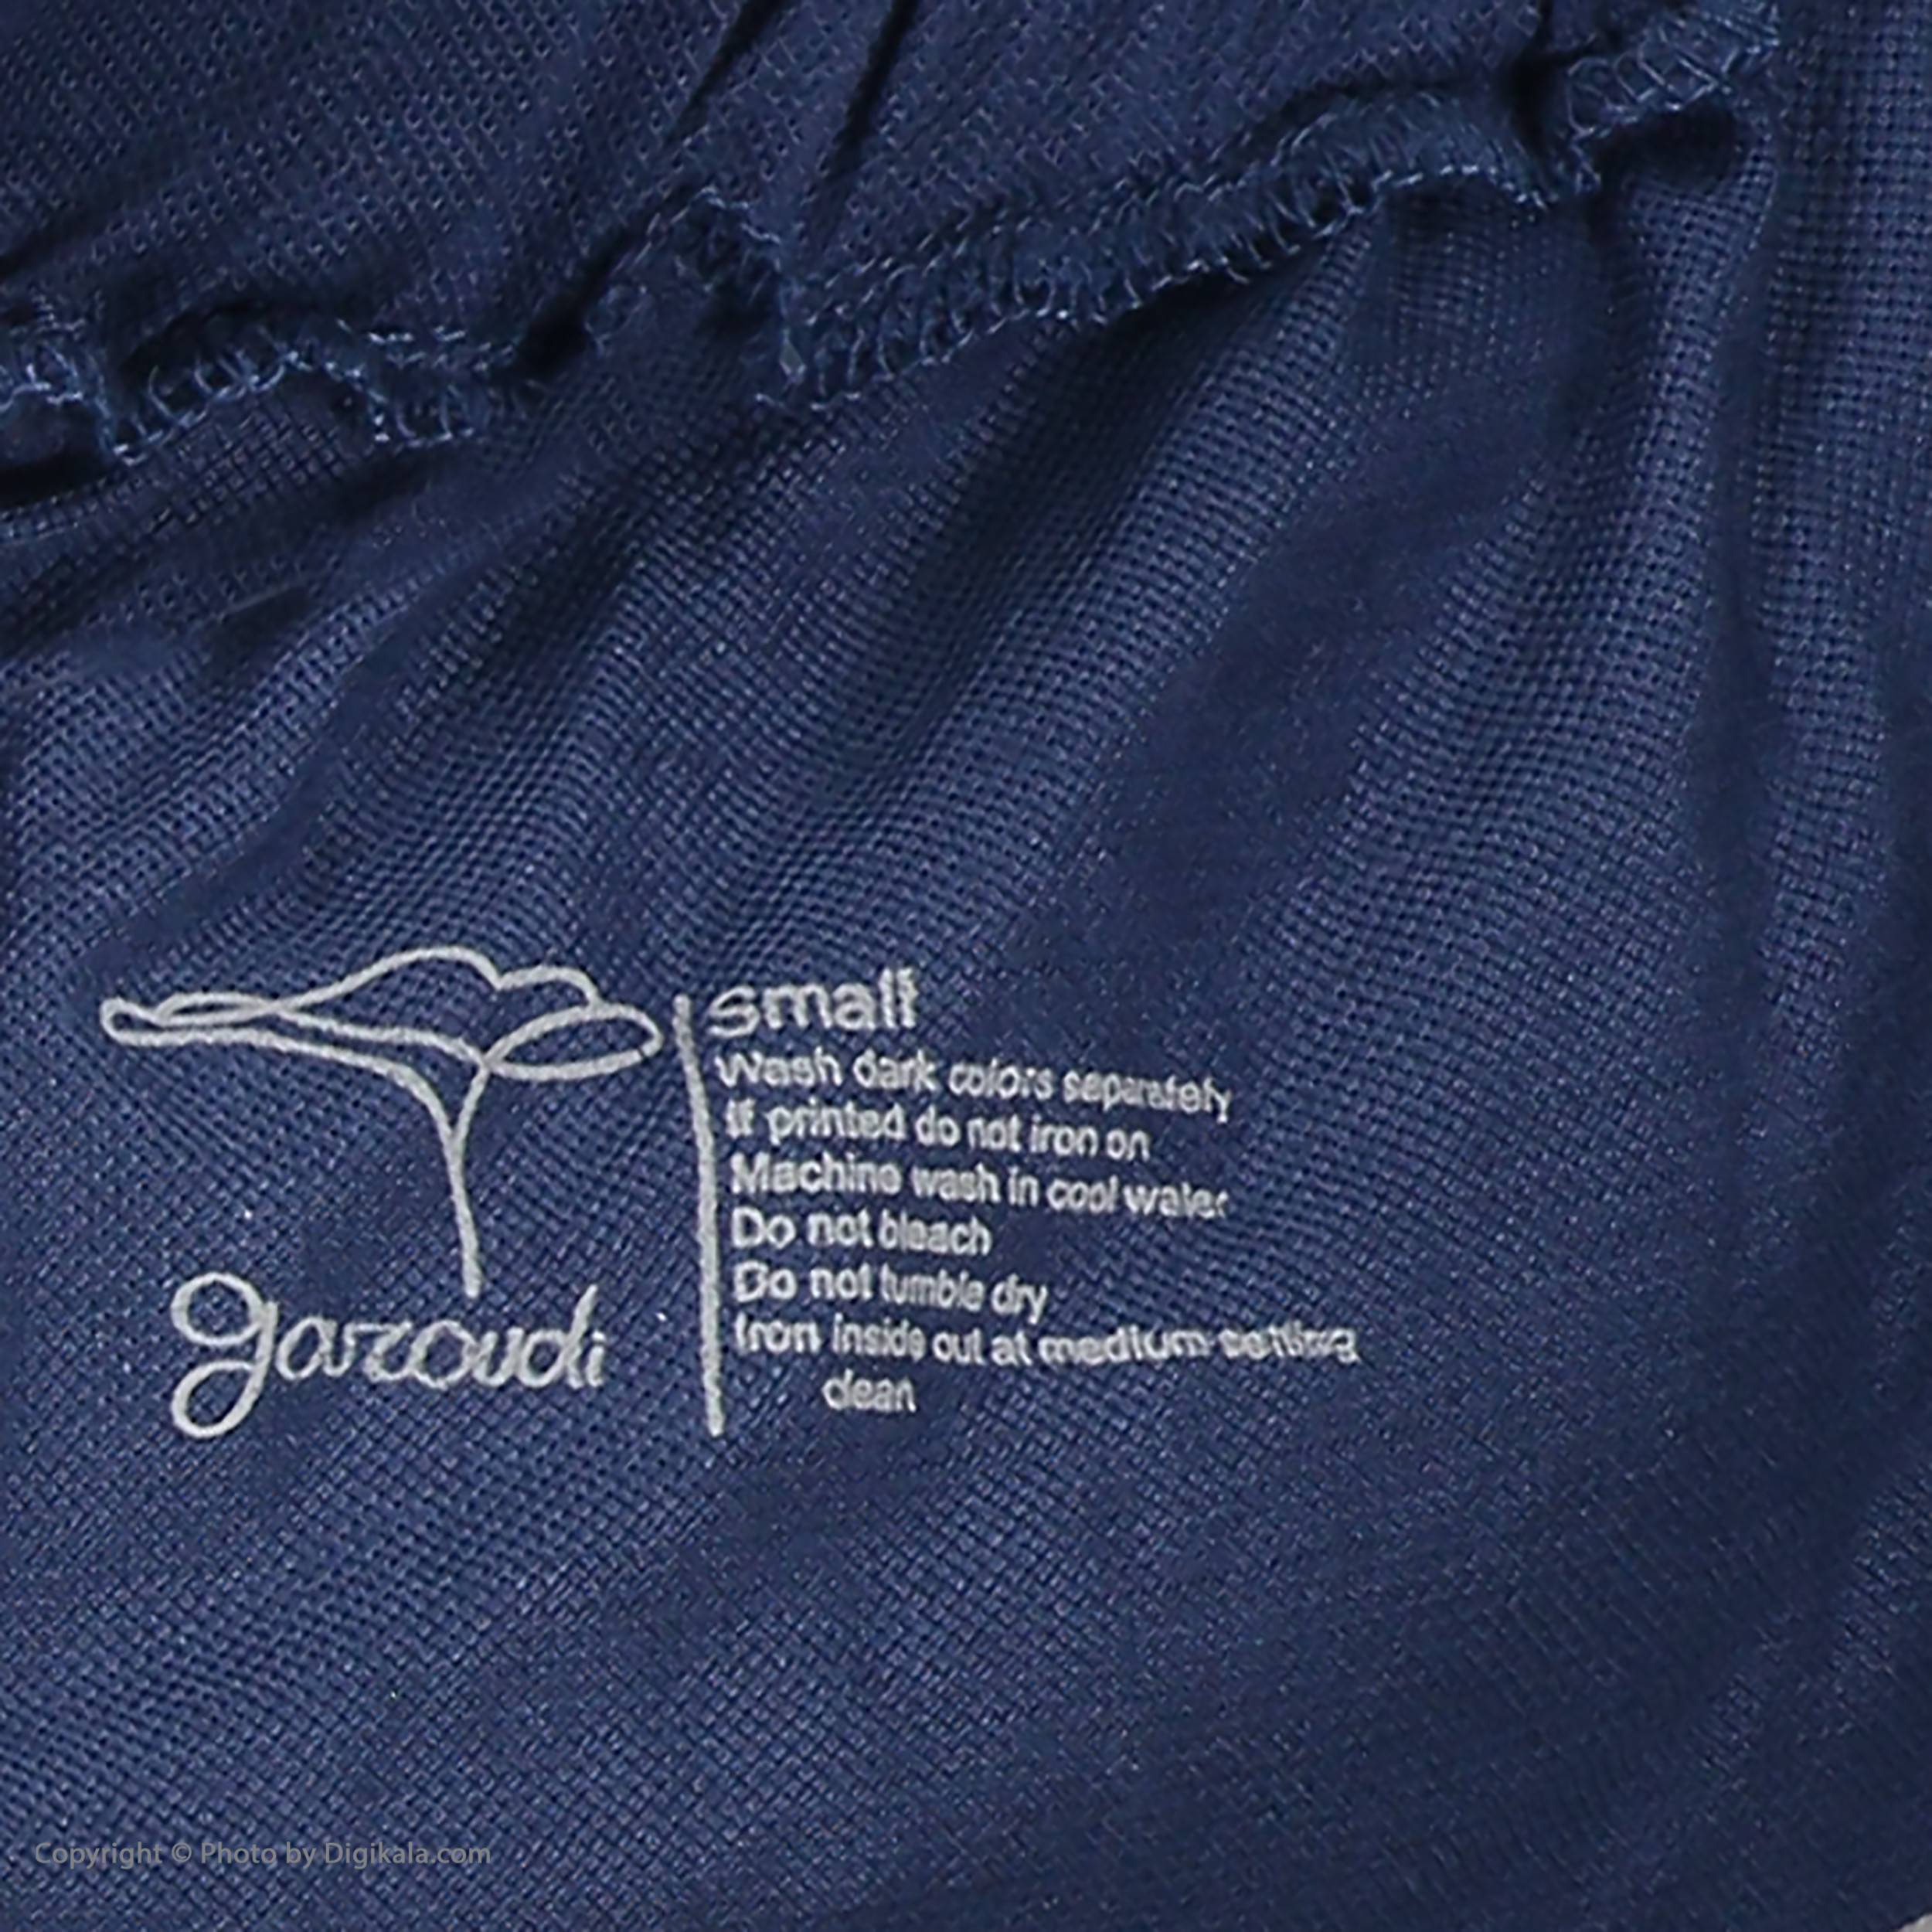 garoudi
small
Wash dark colors separately
If printed do not iron on
Machine wash in cool water
Do not bleach
Do not tumble dry
Iron inside out at medium setting
clean
Copyright © Photo by Digikala.com